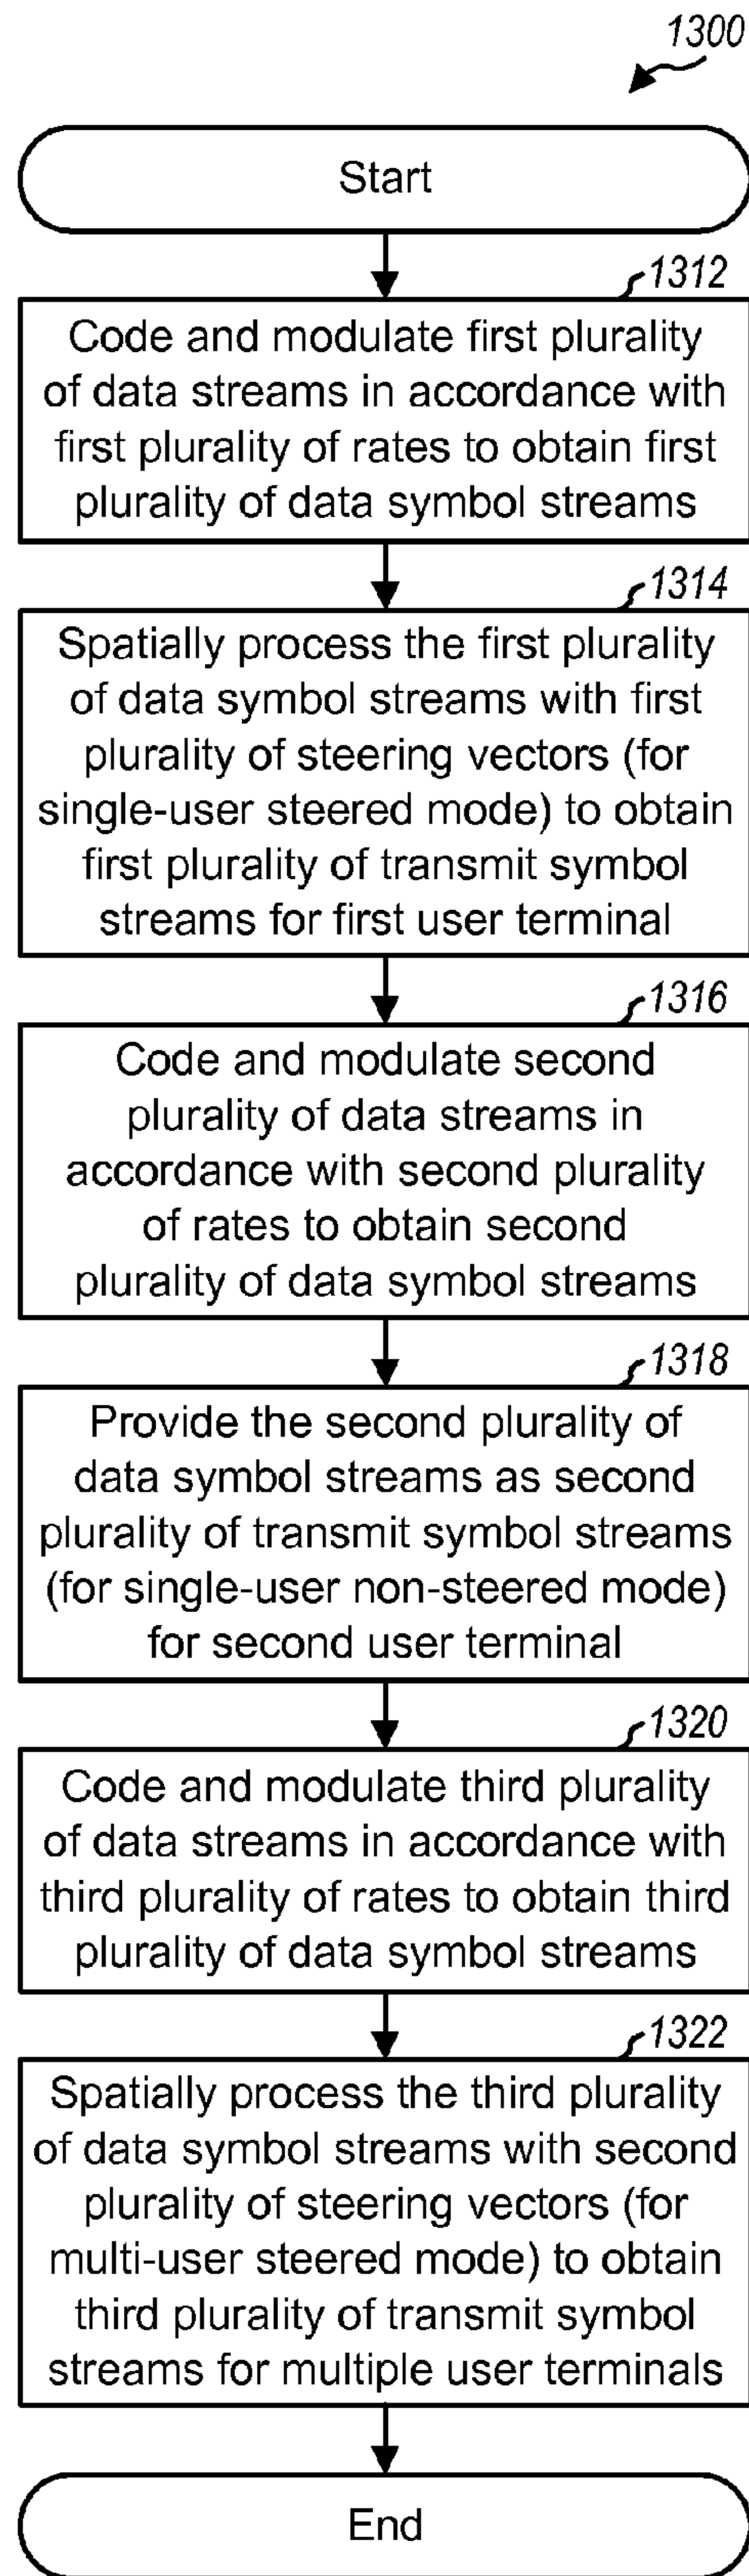 1300
Start
1312
Code and modulate first plurality
of data streams in accordance with
first plurality of rates to obtain first
plurality of data symbol streams
1314
Spatially process the first plurality
of data symbol streams with first
plurality of steering vectors (for
single-user steered mode) to obtain
first plurality of transmit symbol
streams for first user terminal
1316
Code and modulate second
plurality of data streams in
accordance with second plurality
of rates to obtain second
plurality of data symbol streams
1318
Provide the second plurality of
data symbol streams as second
plurality of transmit symbol streams
(for single-user non-steered mode)
for second user terminal
1320
Code and modulate third plurality
of data streams in accordance with
third plurality of rates to obtain third
plurality of data symbol streams
1322
Spatially process the third plurality
of data symbol streams with second
plurality of steering vectors (for
multi-user steered mode) to obtain
third plurality of transmit symbol
streams for multiple user terminals
End